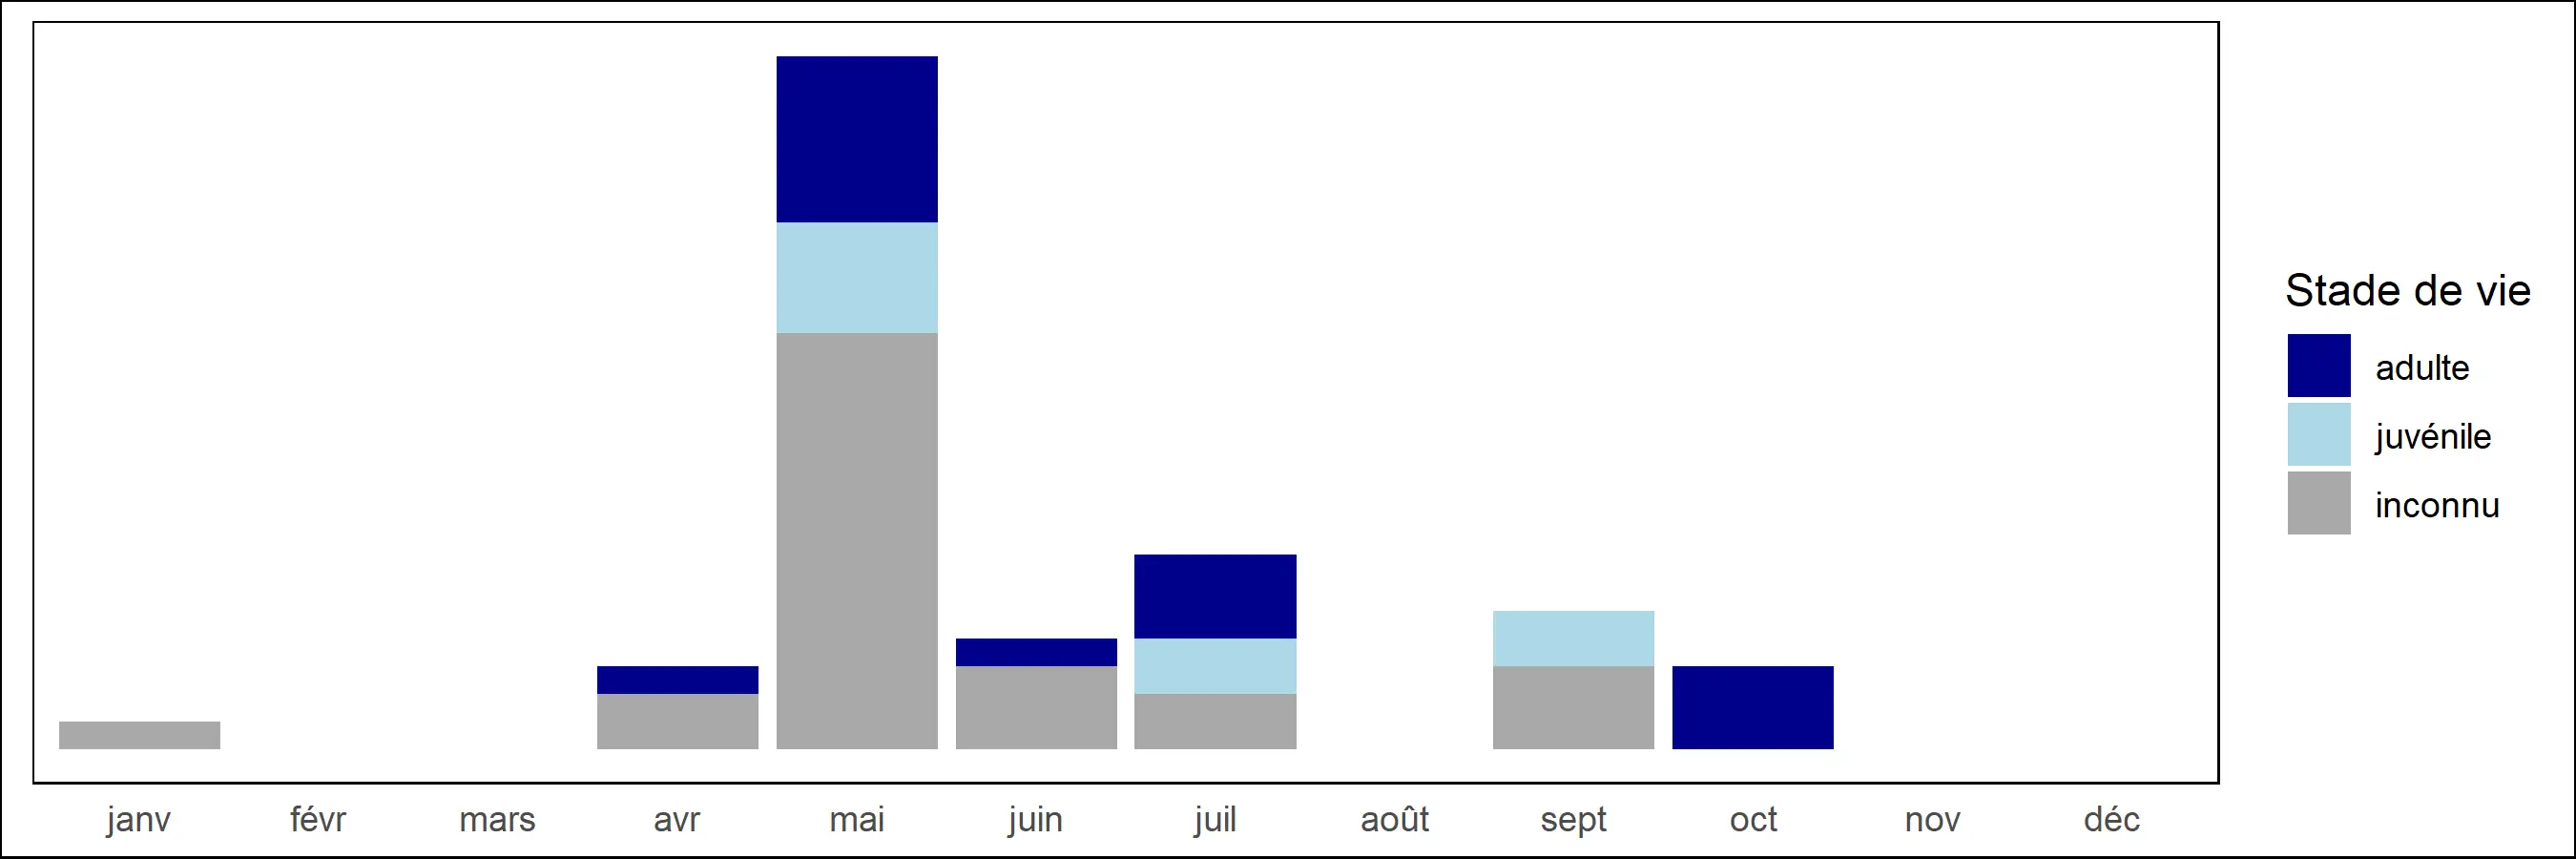 Stade de vie
adulte
juvénile
inconnu
janv févr mars avr mai juin juil août sept oct nov déc